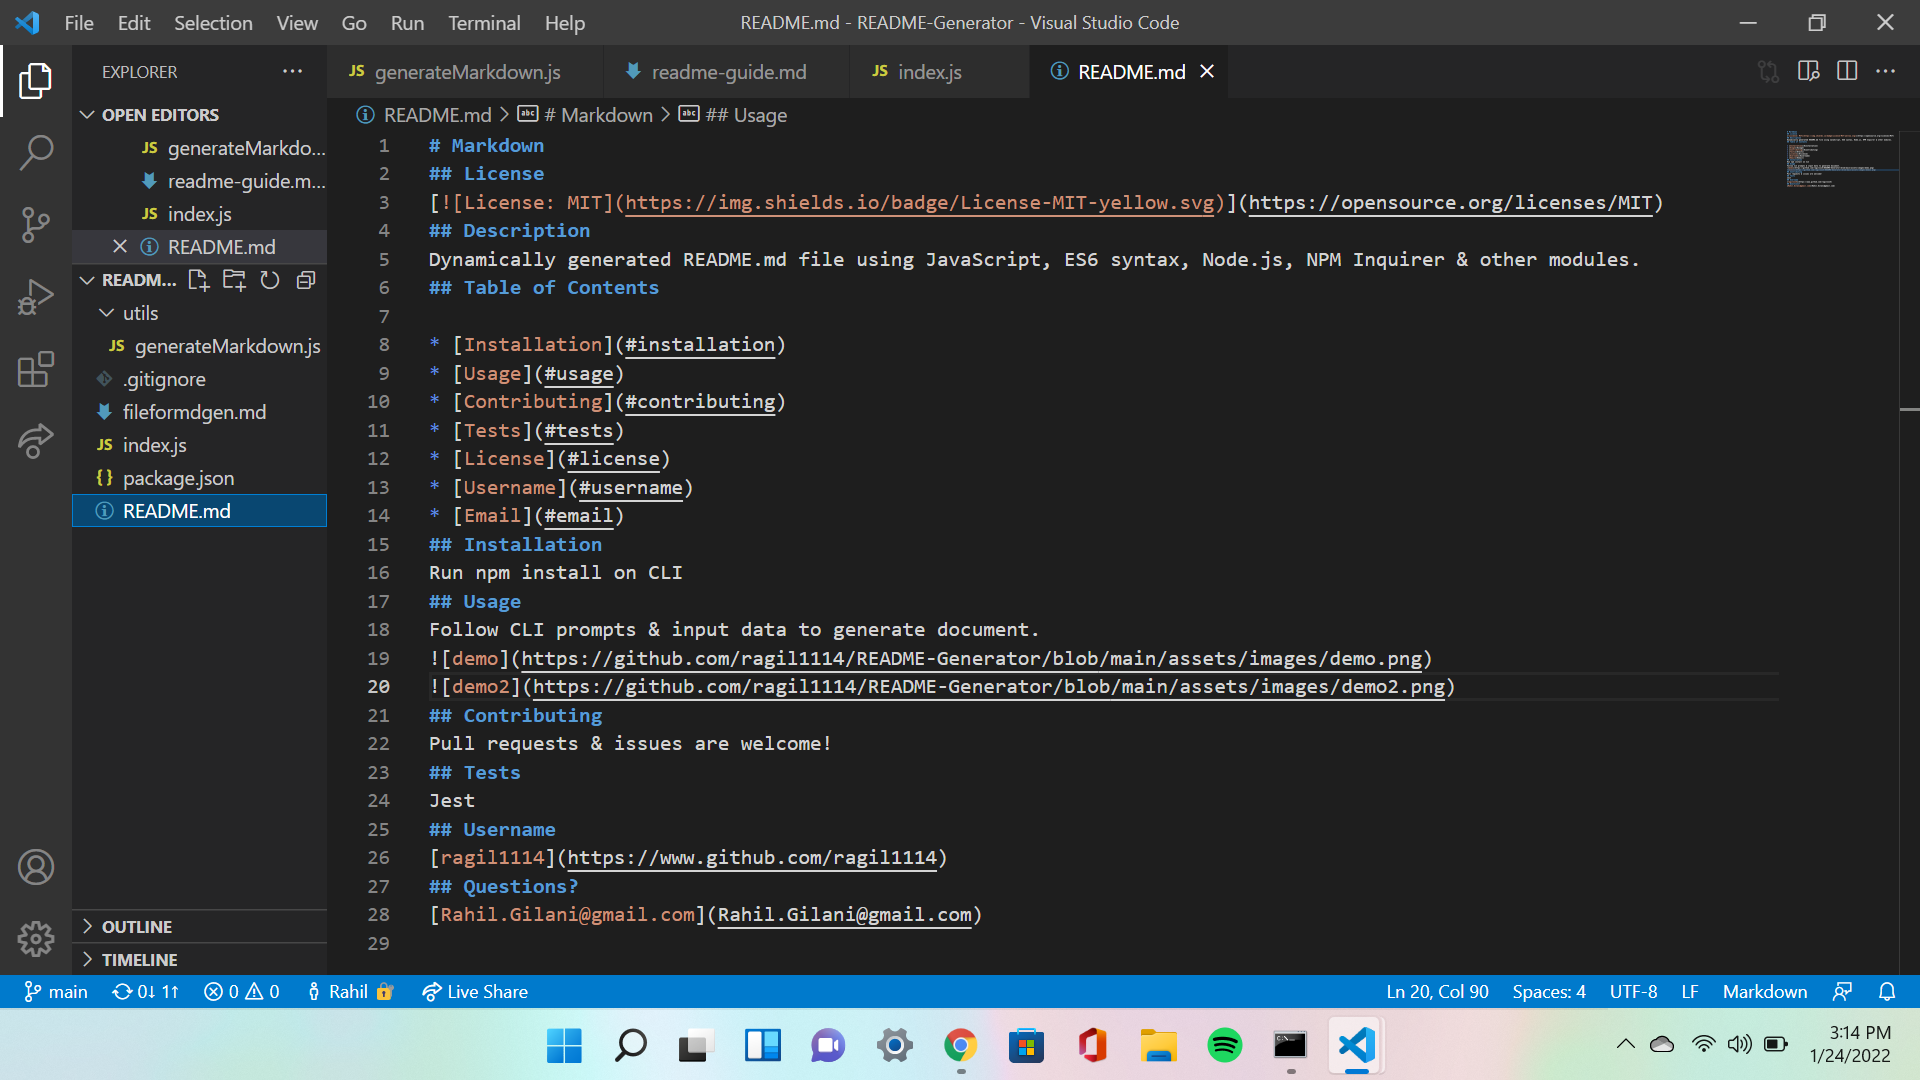 File Edit Selection View Go Run Terminal Help README.md - README-Generator - Visual Studio Code
EXPLORER
JS generateMarkdown.js readme-guide.md JS index.js README.md
OPEN EDITORS
JS generateMarkdo...
readme-guide.m...
JS index.js
README.md
READM...
utils
JS generateMarkdown.js
.gitignore
fileformdgen.md
JS index.js
{} package.json
README.md
OUTLINE
TIMELINE
README.md > abc # Markdown > abc ## Usage
1 # Markdown
2 ## License
3 [![License: MIT](https://img.shields.io/badge/License-MIT-yellow.svg)](https://opensource.org/licenses/MIT)
4 ## Description
5 Dynamically generated README.md file using JavaScript, ES6 syntax, Node.js, NPM Inquirer & other modules.
6 ## Table of Contents
7
8 * [Installation](#installation)
9 * [Usage](#usage)
10 * [Contributing](#contributing)
11 * [Tests](#tests)
12 * [License](#license)
13 * [Username](#username)
14 * [Email](#email)
15 ## Installation
16 Run npm install on CLI
17 ## Usage
18 Follow CLI prompts & input data to generate document.
19 ![demo](https://github.com/ragil1114/README-Generator/blob/main/assets/images/demo.png)
20 ![demo2](https://github.com/ragil1114/README-Generator/blob/main/assets/images/demo2.png)
21 ## Contributing
22 Pull requests & issues are welcome!
23 ## Tests
24 Jest
25 ## Username
26 [ragil1114](https://www.github.com/ragil1114)
27 ## Questions?
28 [Rahil.Gilani@gmail.com](Rahil.Gilani@gmail.com)
29
main 0↓ 1↑ 0 0 Rahil Live Share Ln 20, Col 90 Spaces: 4 UTF-8 LF Markdown
3:14 PM
1/24/2022